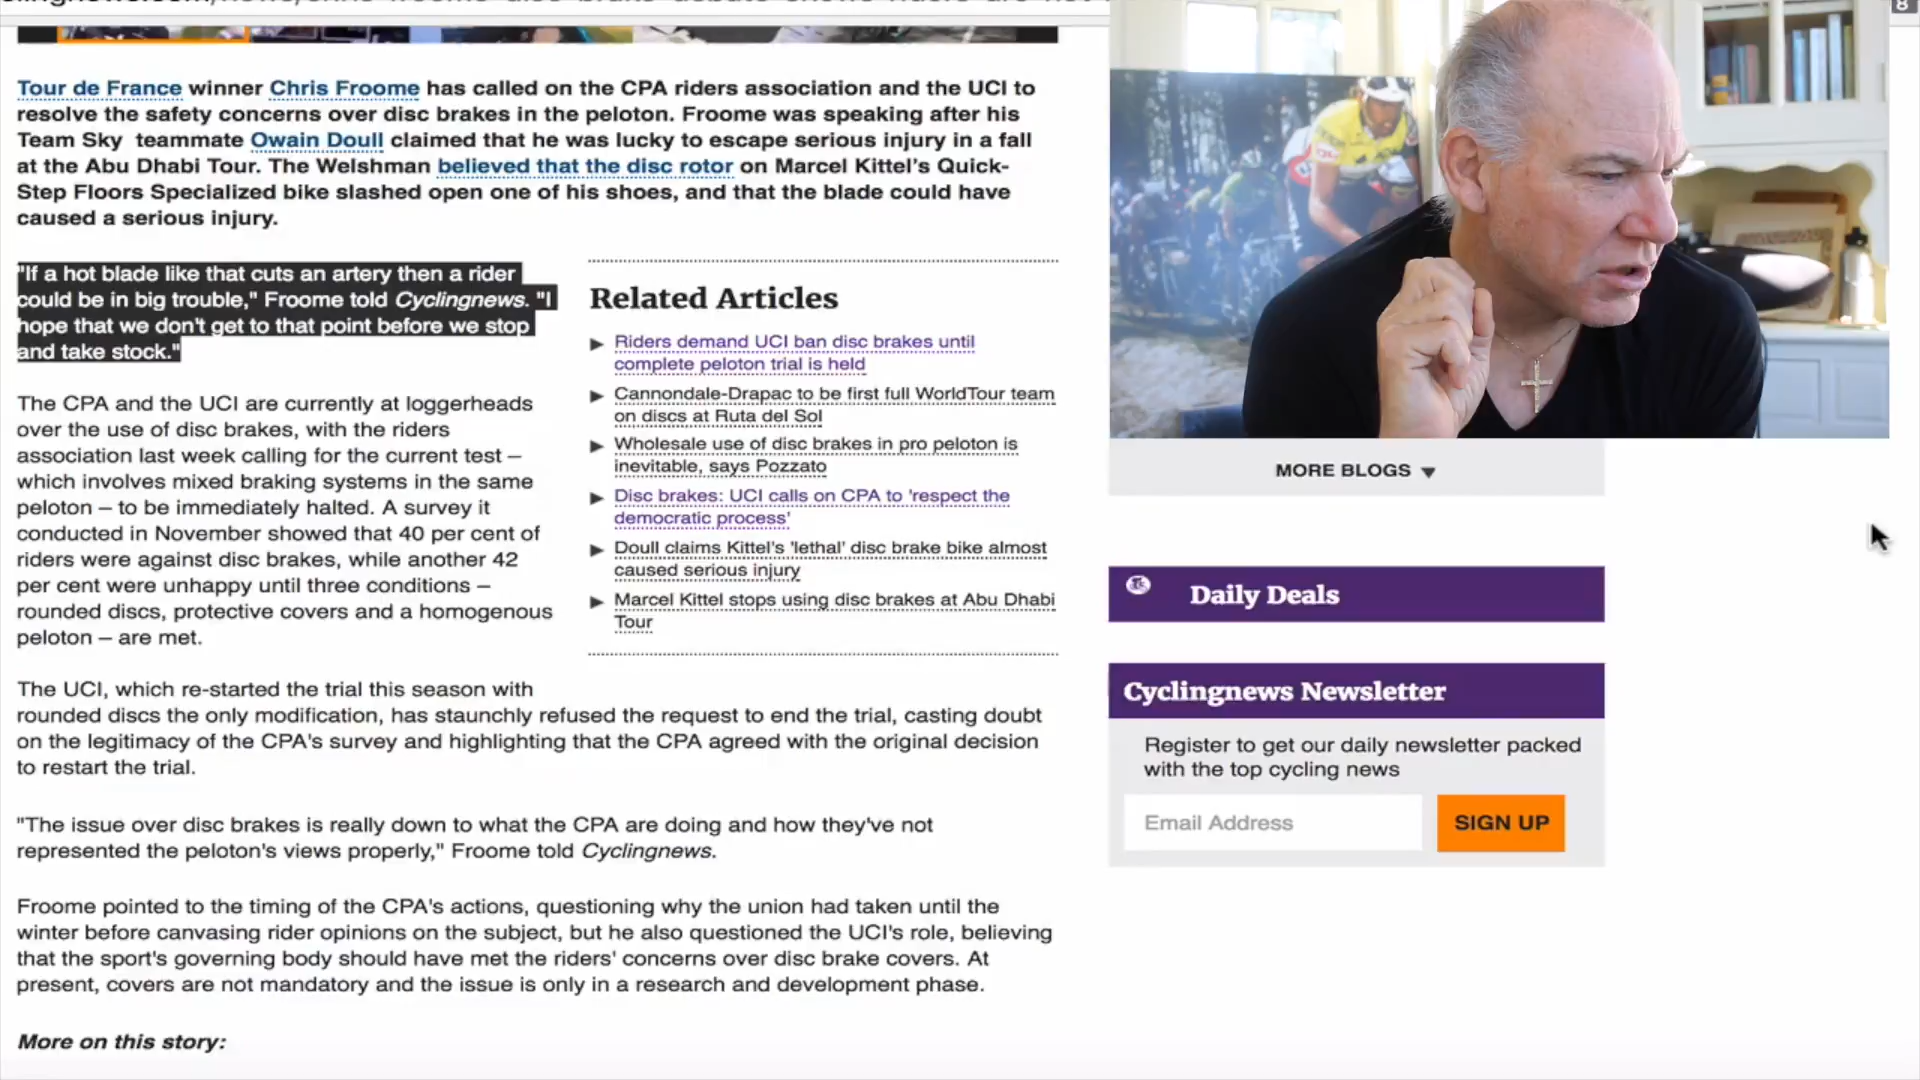 Tour de France winner Chris Froome has called on the CPA riders association and the UCI to
resolve the safety concerns over disc brakes in the peloton. Froome was speaking after his
Team Sky teammate Owain Doull claimed that he was lucky to escape serious injury in a fall
at the Abu Dhabi Tour. The Welshman believed that the disc rotor on Marcel Kittel's Quick-
Step Floors Specialized bike slashed open one of his shoes, and that the blade could have
caused a serious injury.
"If a hot blade like that cuts an artery then a rider
could be in big trouble," Froome told Cyclingnews. "I
hope that we don't get to that point before we stop
and take stock."
The CPA and the UCI are currently at loggerheads
over the use of disc brakes, with the riders
association last week calling for the current test –
which involves mixed braking systems in the same
peloton – to be immediately halted. A survey it
conducted in November showed that 40 per cent of
riders were against disc brakes, while another 42
per cent were unhappy until three conditions –
rounded discs, protective covers and a homogenous
peloton – are met.
The UCI, which re-started the trial this season with
rounded discs the only modification, has staunchly refused the request to end the trial, casting doubt
on the legitimacy of the CPA's survey and highlighting that the CPA agreed with the original decision
to restart the trial.
"The issue over disc brakes is really down to what the CPA are doing and how they've not
represented the peloton's views properly," Froome told Cyclingnews.
Froome pointed to the timing of the CPA's actions, questioning why the union had taken until the
winter before canvasing rider opinions on the subject, but he also questioned the UCI's role, believing
that the sport's governing body should have met the riders' concerns over disc brake covers. At
present, covers are not mandatory and the issue is only in a research and development phase.
More on this story:
Related Articles
Riders demand UCI ban disc brakes until
complete peloton trial is held
Cannondale-Drapac to be first full WorldTour team
on discs at Ruta del Sol
Wholesale use of disc brakes in pro peloton is
inevitable, says Pozzato
Disc brakes: UCI calls on CPA to 'respect the
democratic process'
Doull claims Kittel's 'lethal' disc brake bike almost
caused serious injury
Marcel Kittel stops using disc brakes at Abu Dhabi
Tour
MORE BLOGS
Daily Deals
Cyclingnews Newsletter
Register to get our daily newsletter packed
with the top cycling news
Email Address
SIGN UP